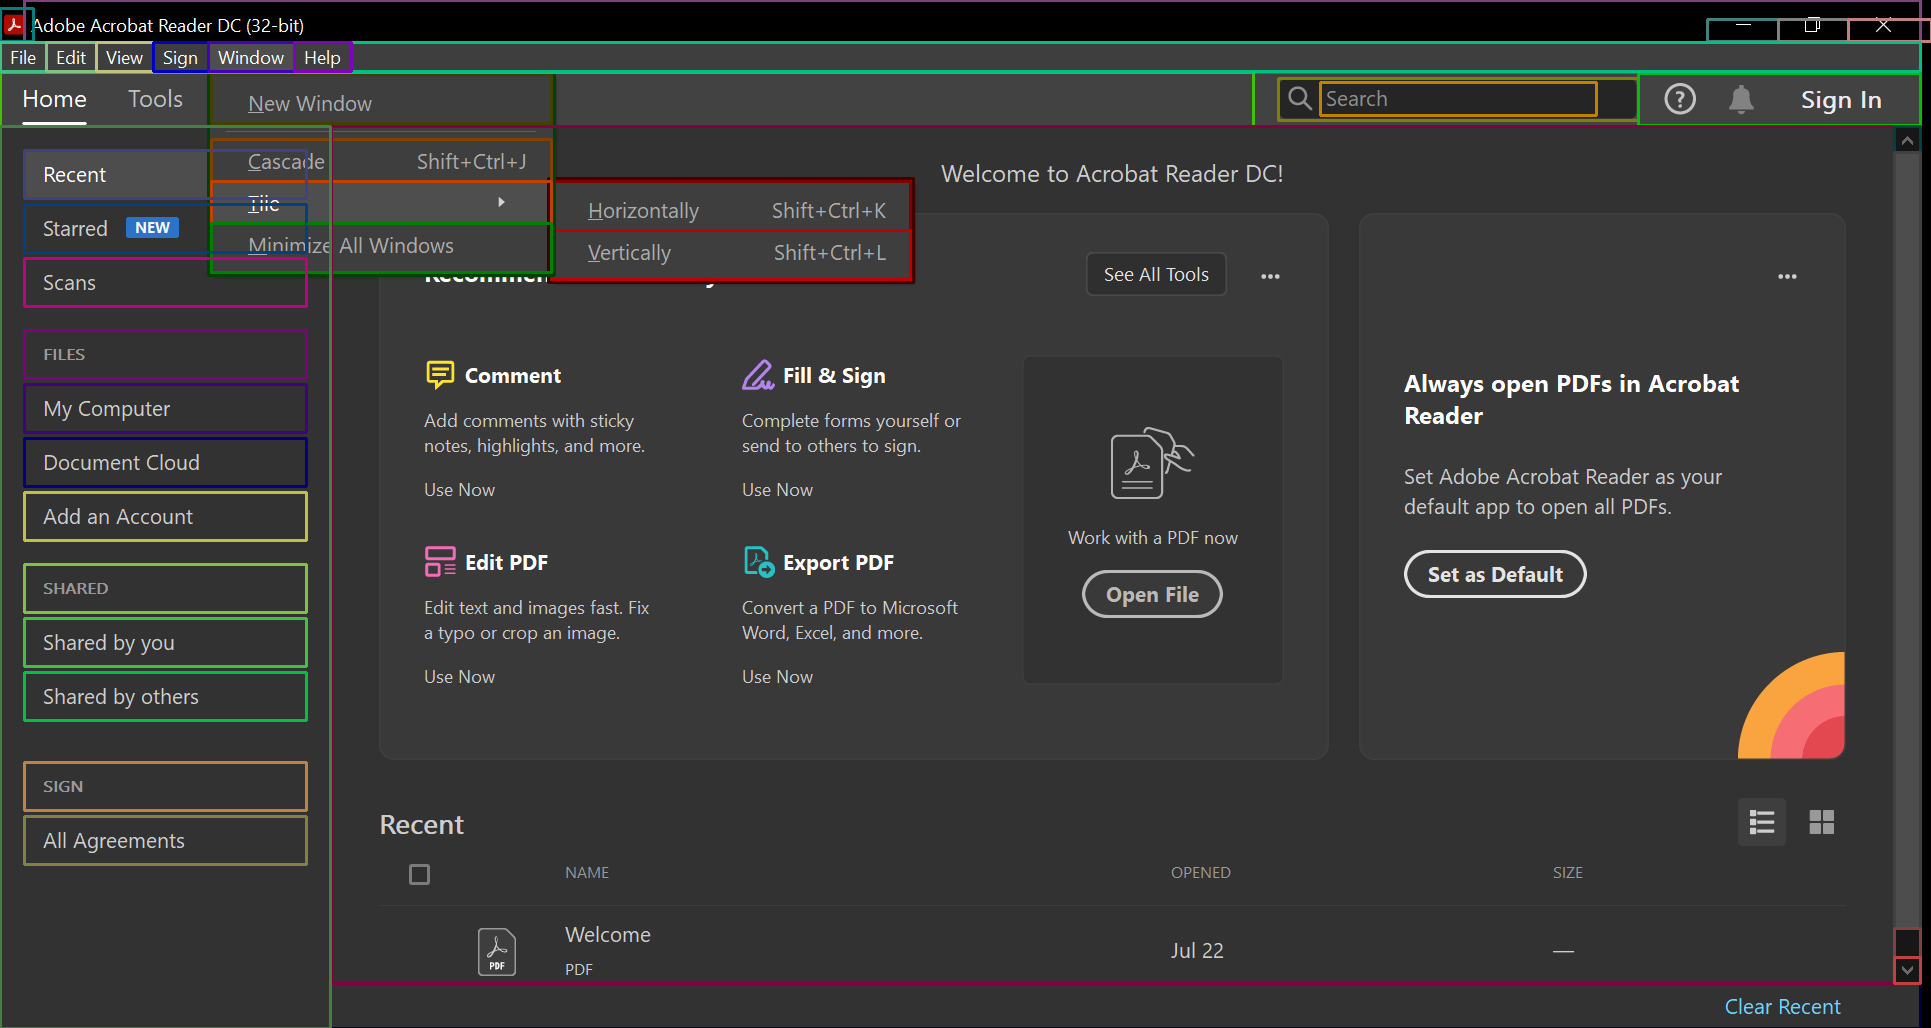 Adobe Acrobat Reader DC (32-bit)
File Edit View Sign Window Help
Home Tools
Search
Sign In
New Window
Cascade Shift+Ctrl+J
Tile
Minimize All Windows
Horizontally Shift+Ctrl+K
Vertically Shift+Ctrl+L
Recent
Starred NEW
Scans
FILES
My Computer
Document Cloud
Add an Account
SHARED
Shared by you
Shared by others
SIGN
All Agreements
Welcome to Acrobat Reader DC!
See All Tools
Comment
Add comments with sticky
notes, highlights, and more.
Use Now
Fill & Sign
Complete forms yourself or
send to others to sign.
Use Now
Edit PDF
Edit text and images fast. Fix
a typo or crop an image.
Use Now
Export PDF
Convert a PDF to Microsoft
Word, Excel, and more.
Use Now
Work with a PDF now
Open File
Always open PDFs in Acrobat
Reader
Set Adobe Acrobat Reader as your
default app to open all PDFs.
Set as Default
Recent
NAME OPENED SIZE
PDF
Welcome
PDF
Jul 22 —
Clear Recent